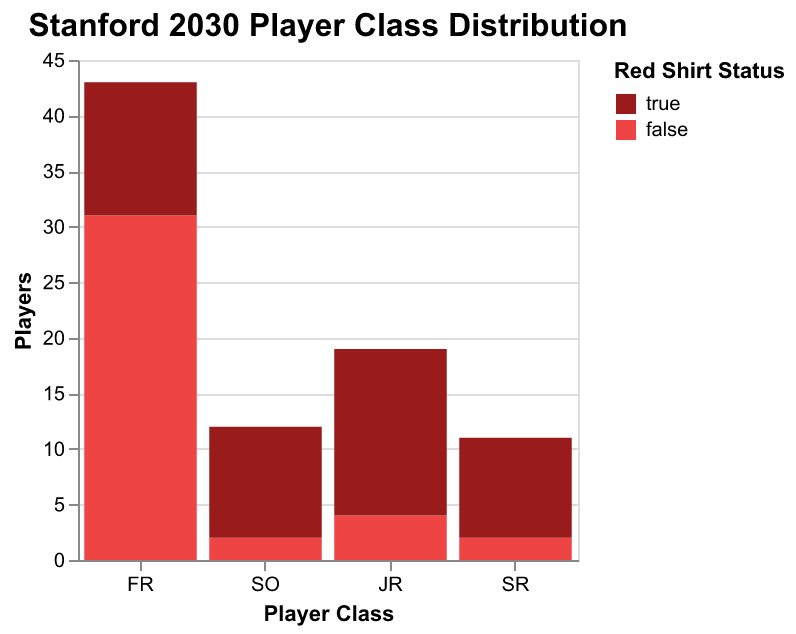 Stanford 2030 Player Class Distribution
Red Shirt Status
true
false
Players
45
40
35
30
25
20
15
10
5
0
FR SO JR SR
Player Class